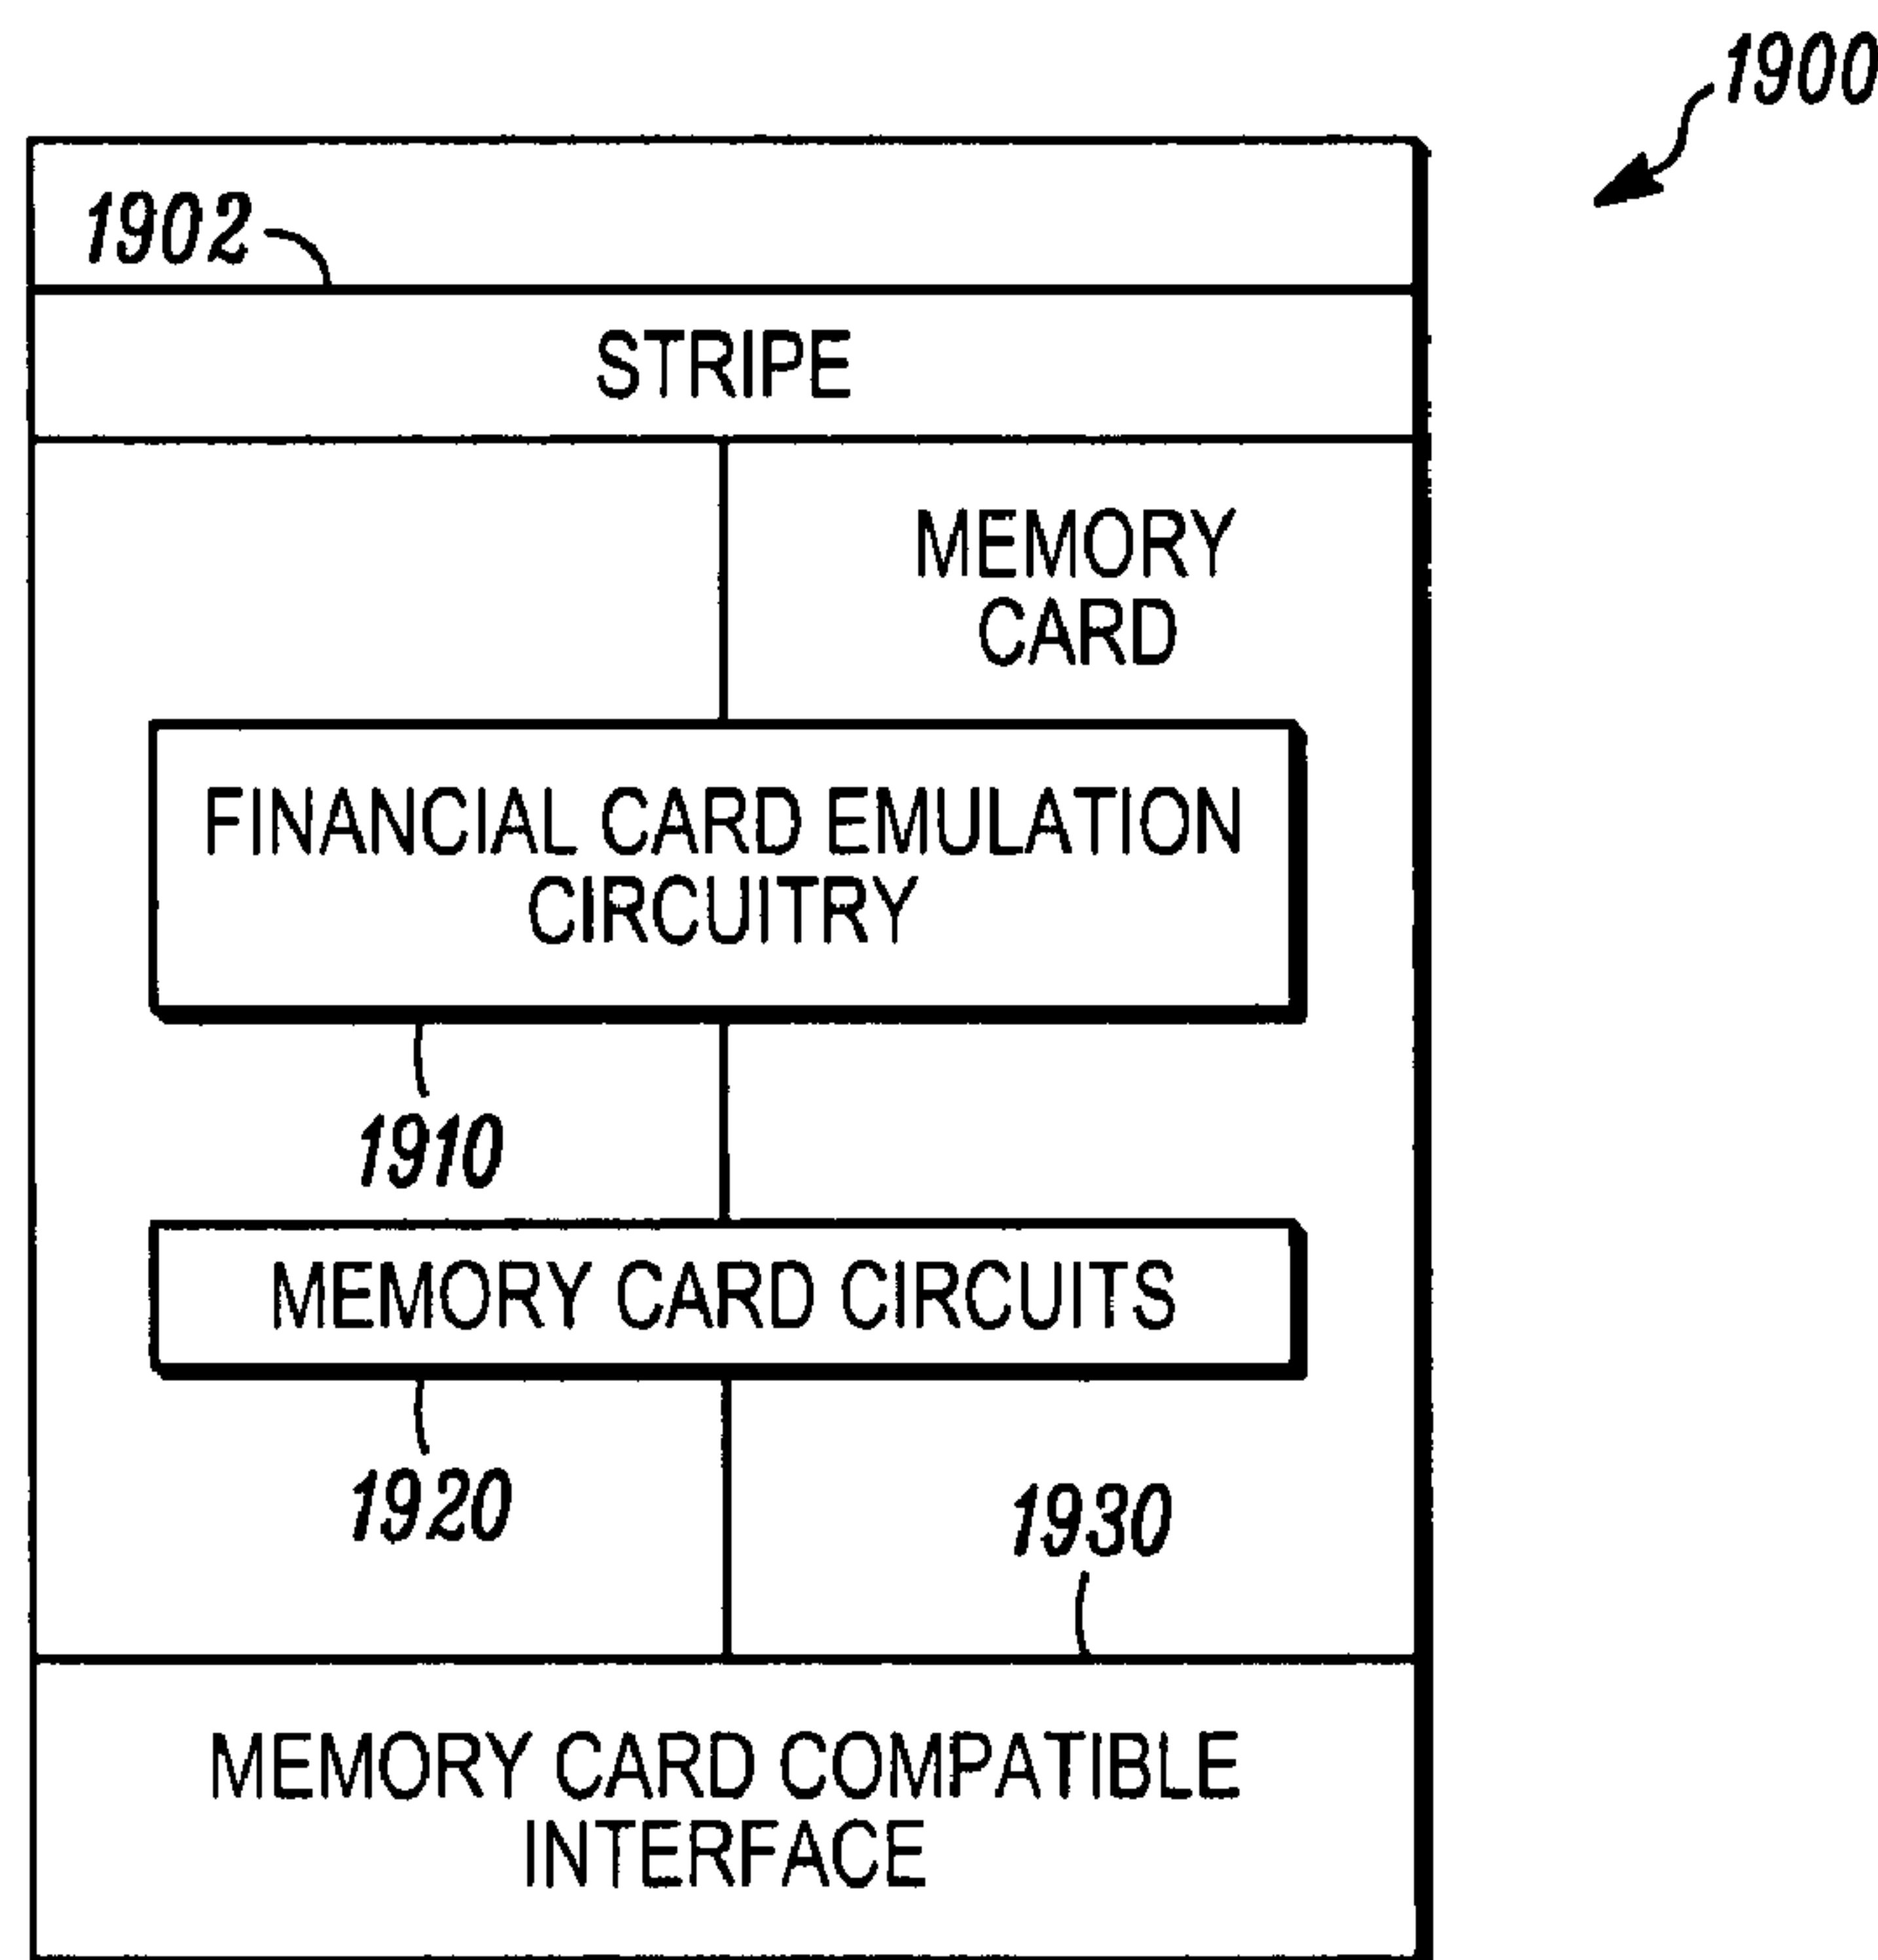 1900
1902
STRIPE
MEMORY
CARD
FINANCIAL CARD EMULATION
CIRCUITRY
1910
MEMORY CARD CIRCUITS
1920
1930
MEMORY CARD COMPATIBLE
INTERFACE